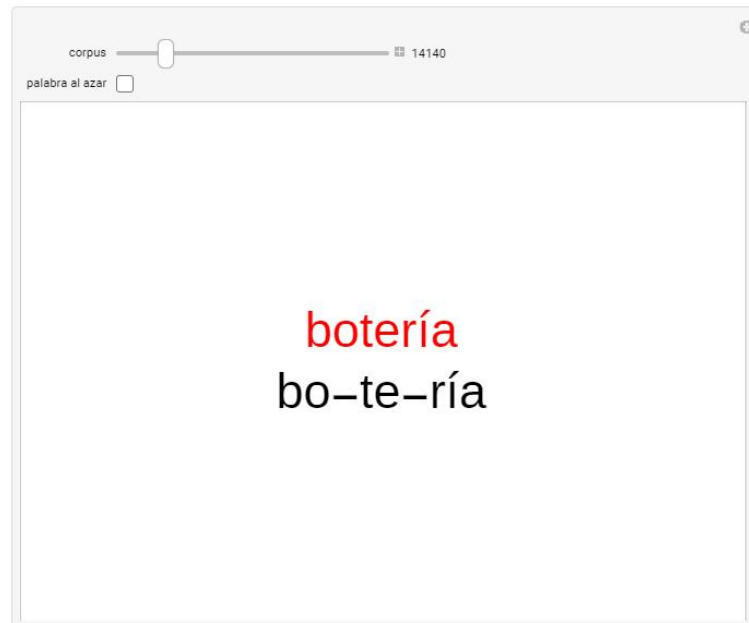 corpus 14140
palabra al azar
botería
bo–te–ría